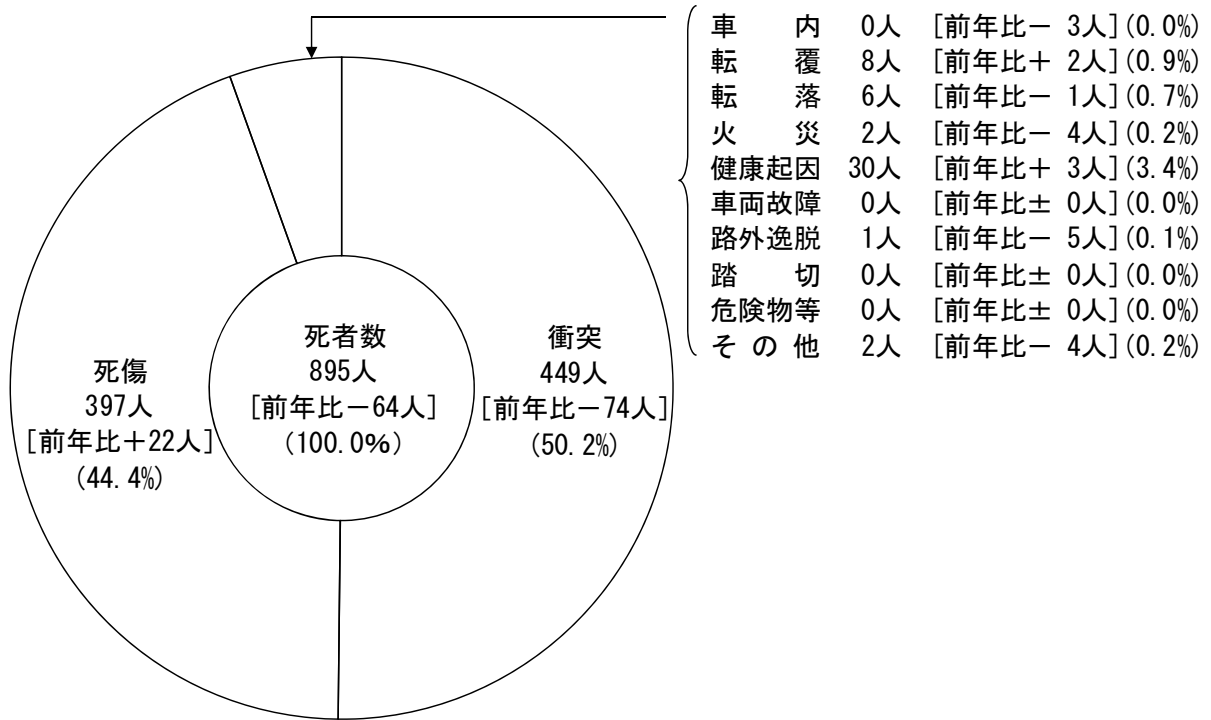 車 内 0人 [前年比－ 3人](0.0%)
転 覆 8人 [前年比＋ 2人](0.9%)
転 落 6人 [前年比－ 1人](0.7%)
火 災 2人 [前年比－ 4人](0.2%)
健康起因 30人 [前年比＋ 3人](3.4%)
車両故障 0人 [前年比± 0人](0.0%)
路外逸脱 1人 [前年比－ 5人](0.1%)
踏 切 0人 [前年比± 0人](0.0%)
危険物等 0人 [前年比± 0人](0.0%)
そ の 他 2人 [前年比－ 4人](0.2%)
死者数
895人
[前年比－64人]
(100.0%)
衝突
449人
[前年比－74人]
(50.2%)
死傷
397人
[前年比＋22人]
(44.4%)